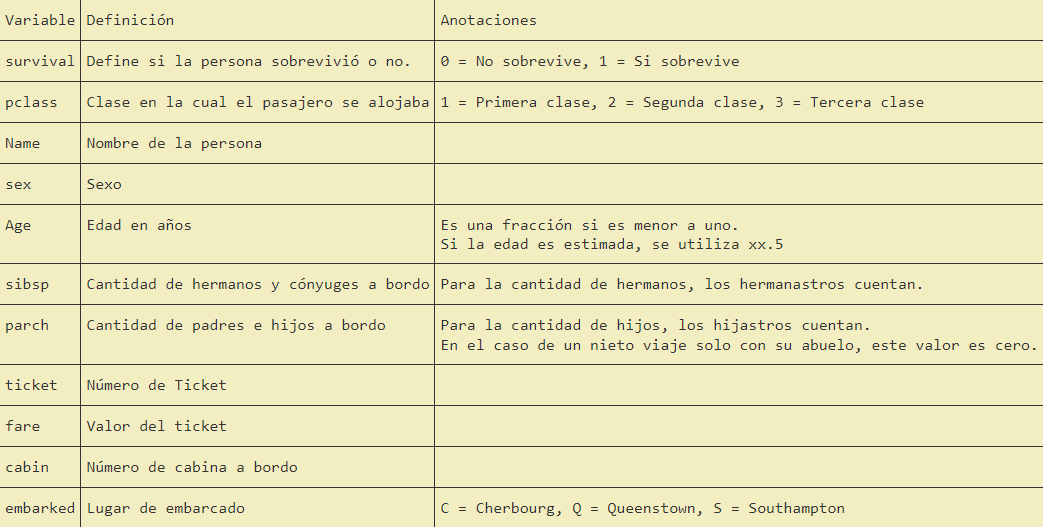 Variable Definición Anotaciones
survival Define si la persona sobrevivió o no. 0 = No sobrevive, 1 = Si sobrevive
pclass Clase en la cual el pasajero se alojaba 1 = Primera clase, 2 = Segunda clase, 3 = Tercera clase
Name Nombre de la persona
sex Sexo
Age Edad en años Es una fracción si es menor a uno.
Si la edad es estimada, se utiliza xx.5
sibsp Cantidad de hermanos y cónyuges a bordo Para la cantidad de hermanos, los hermanastros cuentan.
parch Cantidad de padres e hijos a bordo Para la cantidad de hijos, los hijastros cuentan.
En el caso de un nieto viaje solo con su abuelo, este valor es cero.
ticket Número de Ticket
fare Valor del ticket
cabin Número de cabina a bordo
embarked Lugar de embarcado C = Cherbourg, Q = Queenstown, S = Southampton